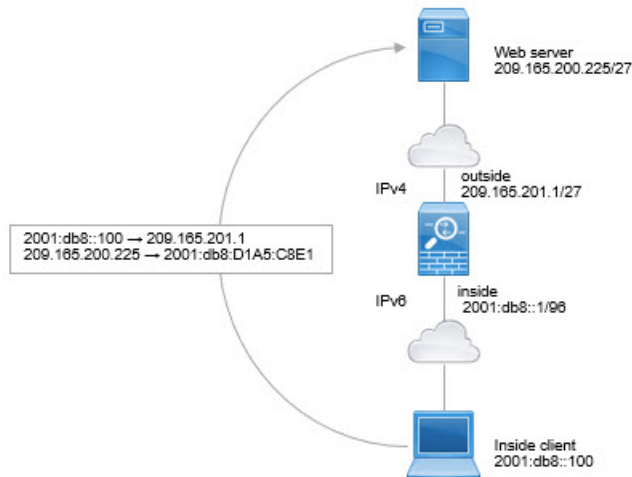 Web server
209.165.200.225/27
outside
209.165.201.1/27
IPv4
2001:db8::100 → 209.165.201.1
209.165.200.225 → 2001:db8:D1A5:C8E1
IPv6
inside
2001:db8::1/96
Inside client
2001:db8::100